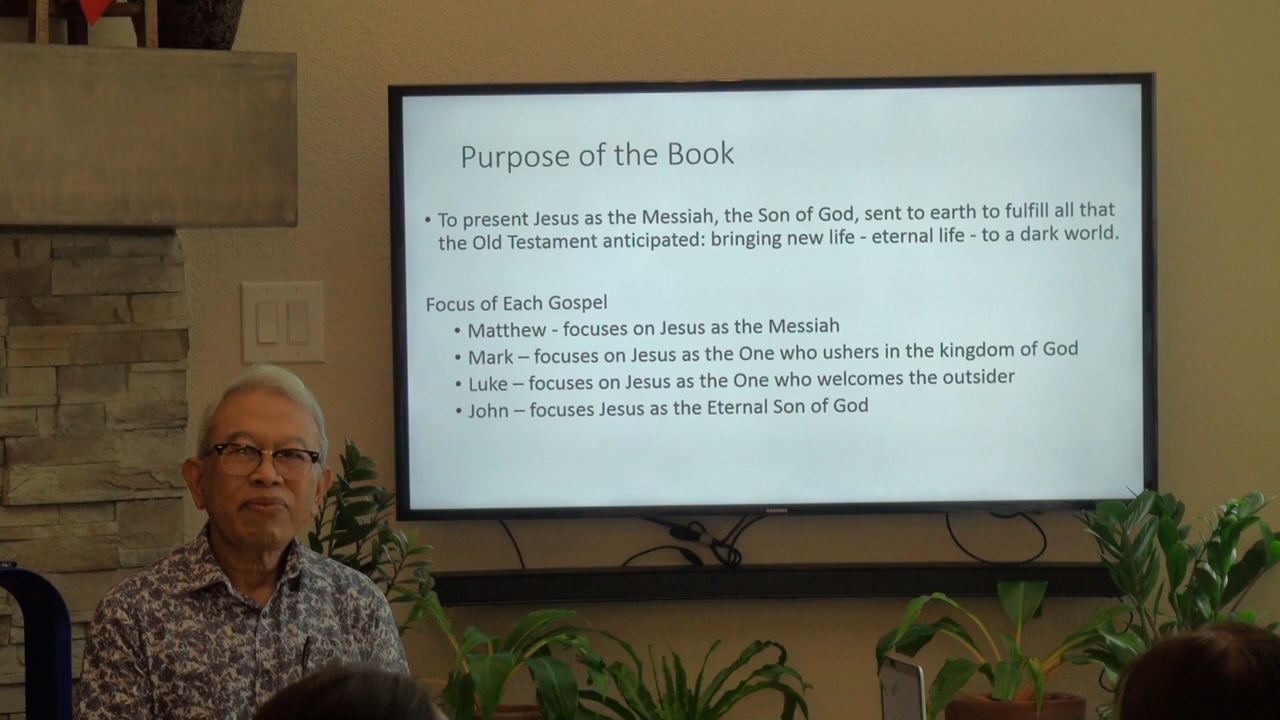 Purpose of the Book
• To present Jesus as the Messiah, the Son of God, sent to earth to fulfill all that
the Old Testament anticipated: bringing new life - eternal life - to a dark world.
Focus of Each Gospel
• Matthew - focuses on Jesus as the Messiah
• Mark – focuses on Jesus as the One who ushers in the kingdom of God
• Luke – focuses on Jesus as the One who welcomes the outsider
• John – focuses Jesus as the Eternal Son of God
SAMSUNG